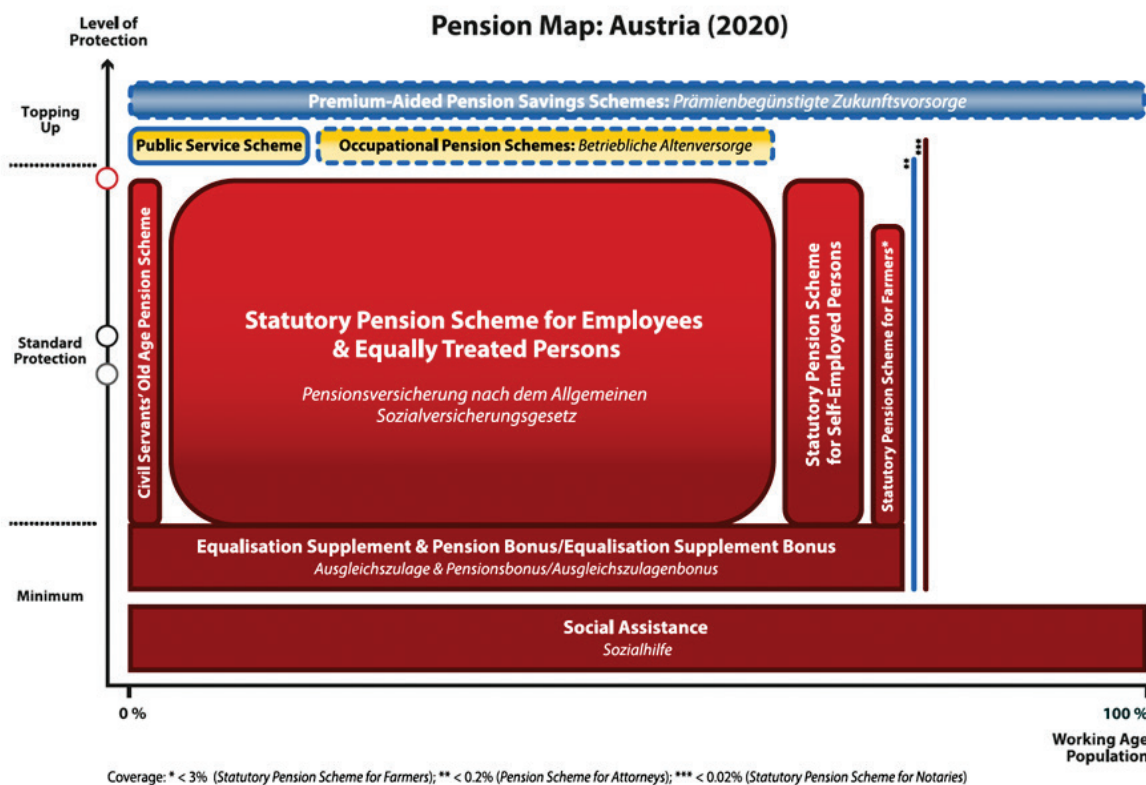 Pension Map: Austria (2020)
Level of
Protection
Topping
Up
Premium-Aided Pension Savings Schemes: Prämienbegünstigte Zukunftsvorsorge
Public Service Scheme
Occupational Pension Schemes: Betriebliche Altenvorsorge
**
***
Standard
Protection
Civil Servants' Old Age Pension Scheme
Statutory Pension Scheme for Employees
& Equally Treated Persons
Pensionsversicherung nach dem Allgemeinen
Sozialversicherungsgesetz
Statutory Pension Scheme
for Self-Employed Persons
Statutory Pension Scheme for Farmers*
Minimum
Equalisation Supplement & Pension Bonus/Equalisation Supplement Bonus
Ausgleichszulage & Pensionsbonus/Ausgleichszulagenbonus
Social Assistance
Sozialhilfe
0 %
100 %
Working Age
Population
Coverage: * < 3% (Statutory Pension Scheme for Farmers); ** < 0.2% (Pension Scheme for Attorneys); *** < 0.02% (Statutory Pension Scheme for Notaries)